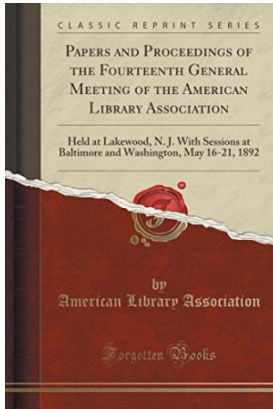 CLASSIC REPRINT SERIES
PAPERS AND PROCEEDINGS OF
THE FOURTEENTH GENERAL
MEETING OF THE AMERICAN
LIBRARY ASSOCIATION
Held at Lakewood, N. J. With Sessions at
Baltimore and Washington, May 16-21, 1892
by
American Library Association
Forgotten Books